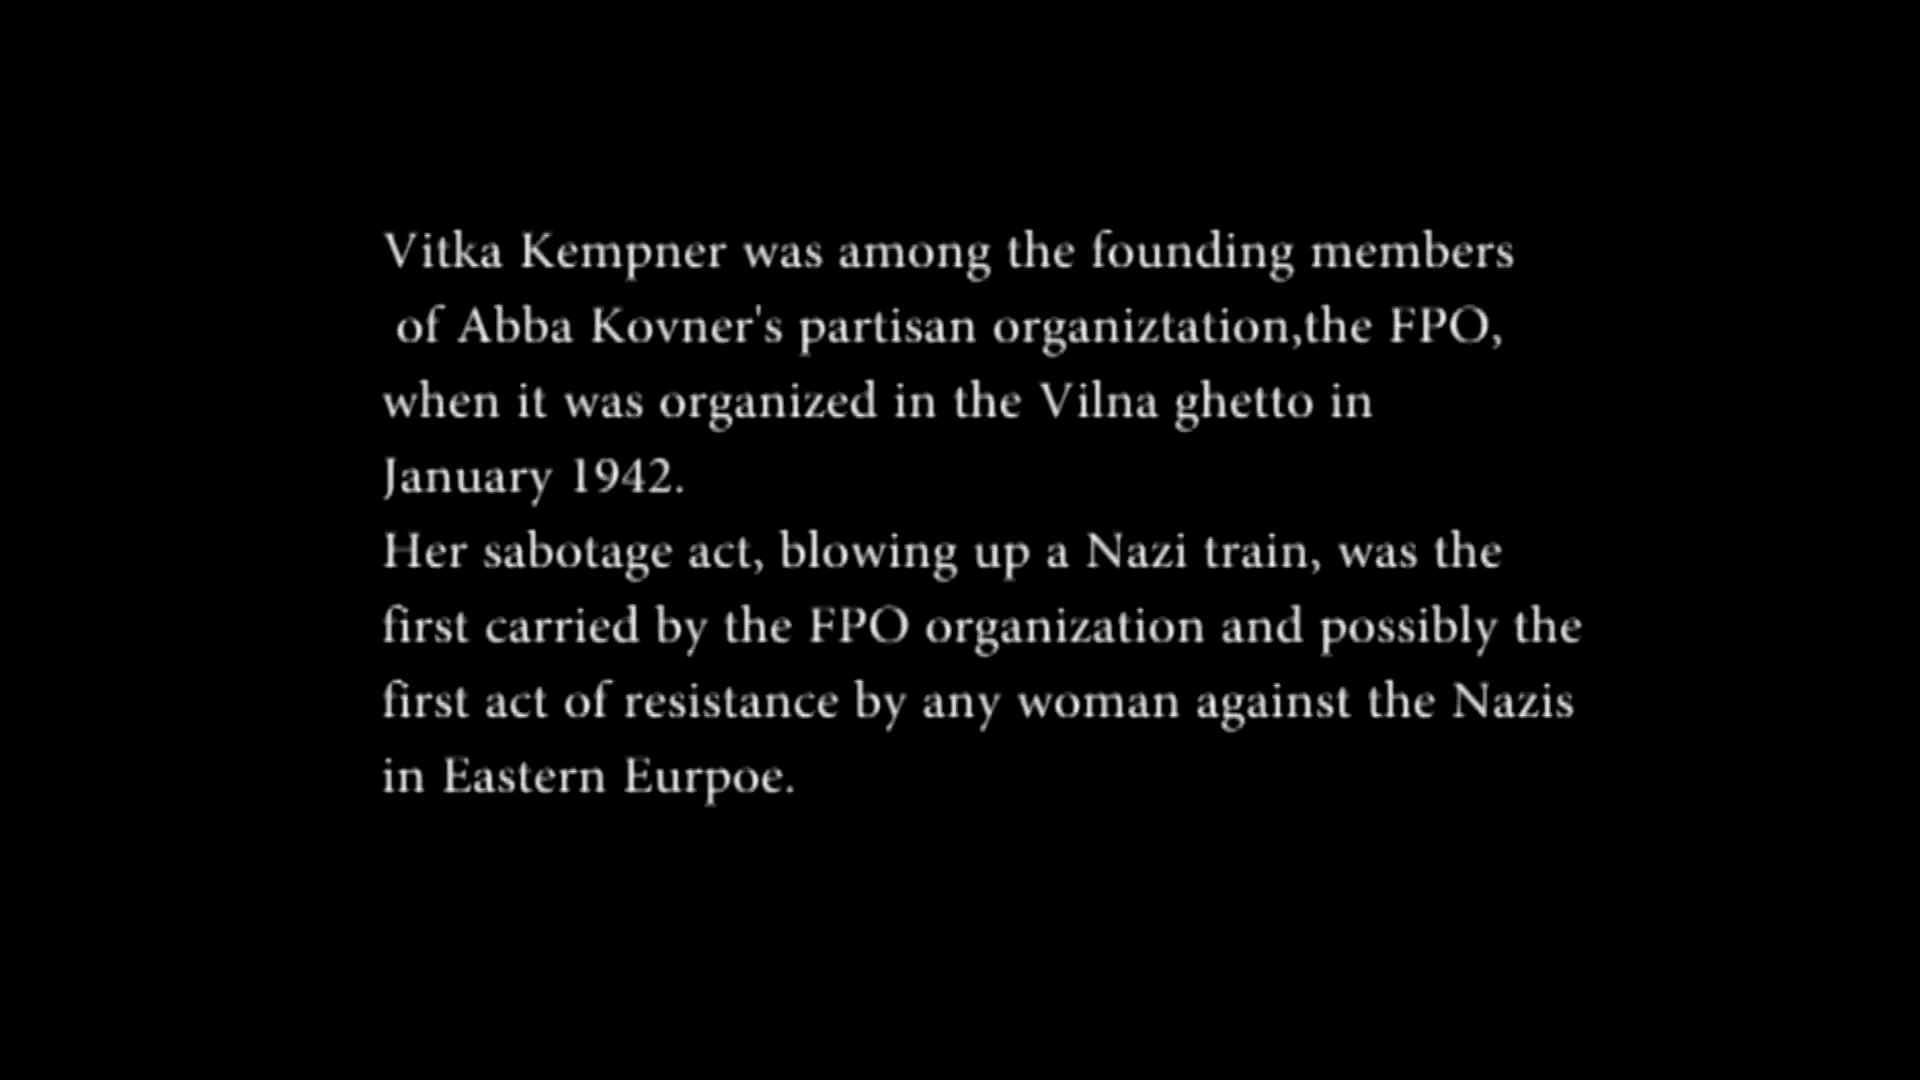 Vitka Kempner was among the founding members
of Abba Kovner's partisan organiztation,the FPO,
when it was organized in the Vilna ghetto in
January 1942.
Her sabotage act, blowing up a Nazi train, was the
first carried by the FPO organization and possibly the
first act of resistance by any woman against the Nazis
in Eastern Eurpoe.